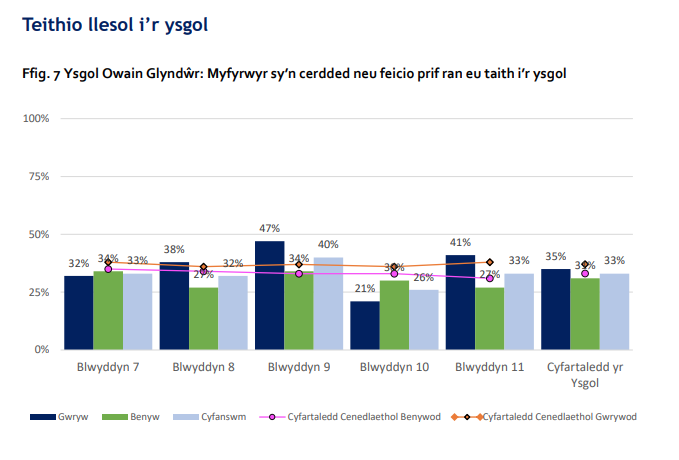 Teithio llesol i’r ysgol
Ffig. 7 Ysgol Owain Glyndŵr: Myfyrwyr sy’n cerdded neu feicio prif ran eu taith i’r ysgol
100%
75%
50%
25%
0%
32% 34% 33%
38% 27% 32%
47% 34% 40%
21% 30% 26%
41% 27% 33%
35% 31% 33%
Blwyddyn 7 Blwyddyn 8 Blwyddyn 9 Blwyddyn 10 Blwyddyn 11 Cyfartaledd yr
Ysgol
Gwryw Benyw Cyfanswm Cyfartaledd Cenedlaethol Benywod Cyfartaledd Cenedlaethol Gwrywod